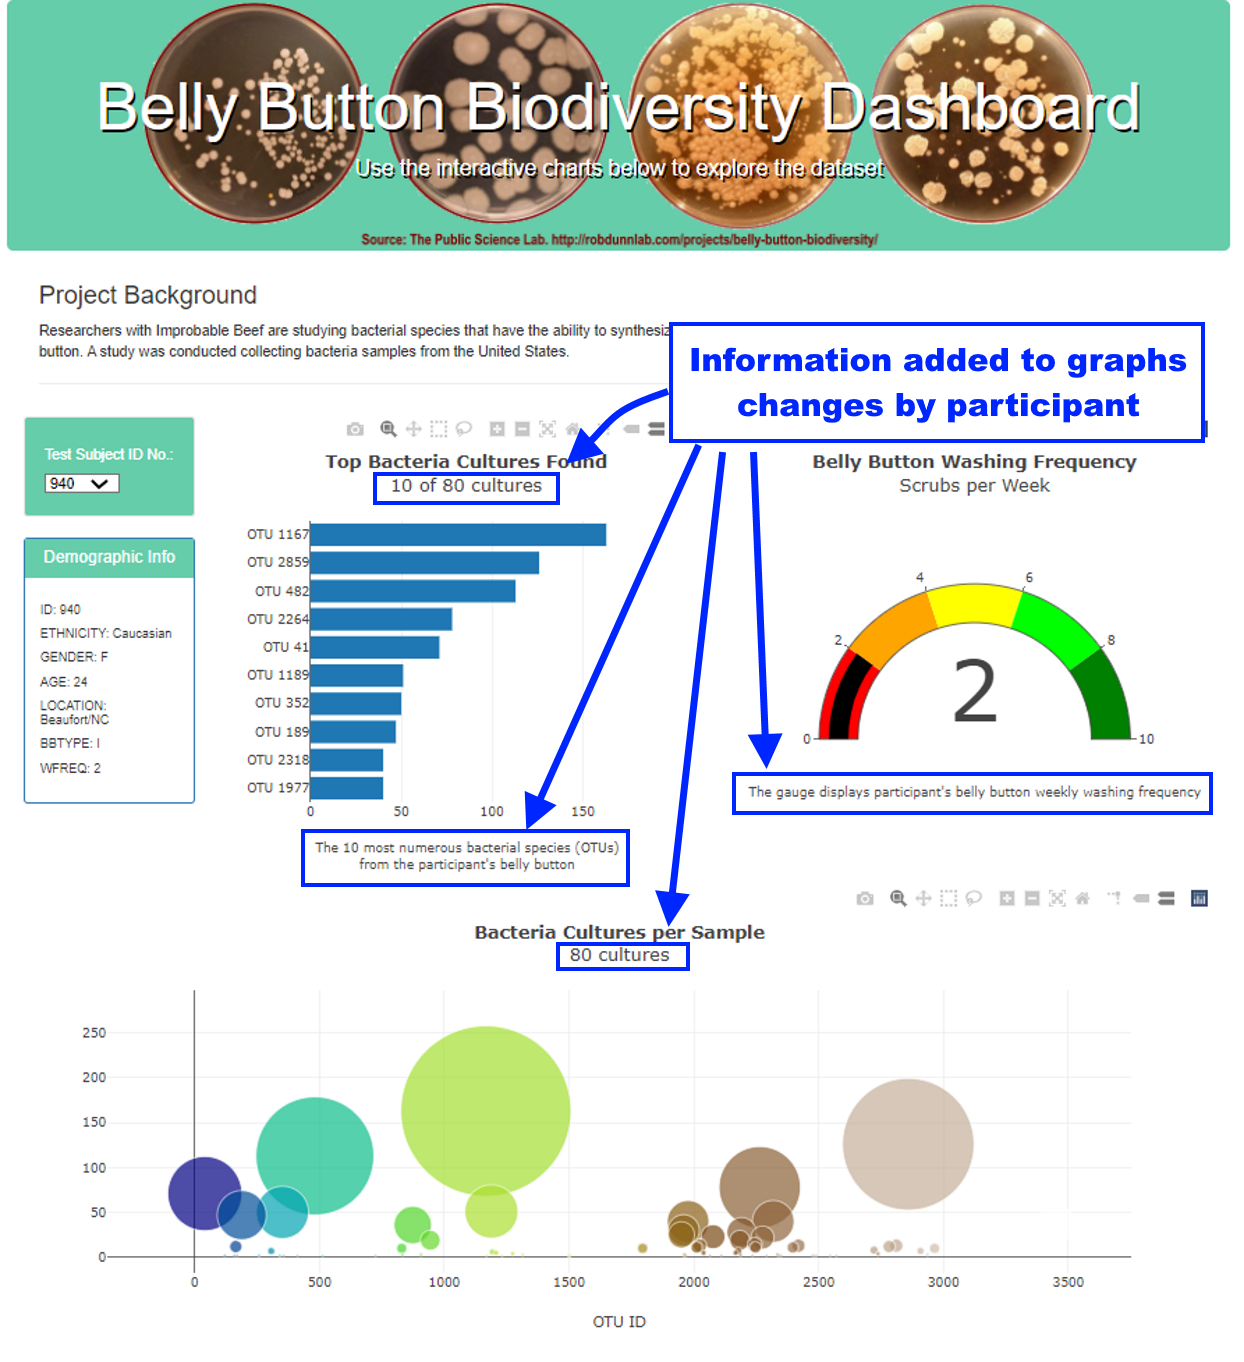 Belly Button Biodiversity Dashboard
Use the interactive charts below to explore the dataset
Source: The Public Science Lab. http://robdunnlab.com/projects/belly-button-biodiversity/
Project Background
Researchers with Improbable Beef are studying bacterial species that have the ability to
button. A study was conducted collecting bacteria samples from the United States.
Information added to graphs
changes by participant
Test Subject ID No.:
940
Demographic Info
ID: 940
ETHNICITY: Caucasian
GENDER: F
AGE: 24
LOCATION:
Beaufort/NC
BBTYPE: I
WFREQ: 2
Top Bacteria Cultures Found
10 of 80 cultures
OTU 1167
OTU 2859
OTU 482
OTU 2264
OTU 41
OTU 1189
OTU 352
OTU 189
OTU 2318
OTU 1977
0 50 100 150
The 10 most numerous bacterial species (OTUs)
from the participant's belly button
Belly Button Washing Frequency
Scrubs per Week
0
2
4
6
8
10
2
The gauge displays participant's belly button weekly washing frequency
Bacteria Cultures per Sample
80 cultures
250
200
150
100
50
0
0 500 1000 1500 2000 2500 3000 3500
OTU ID